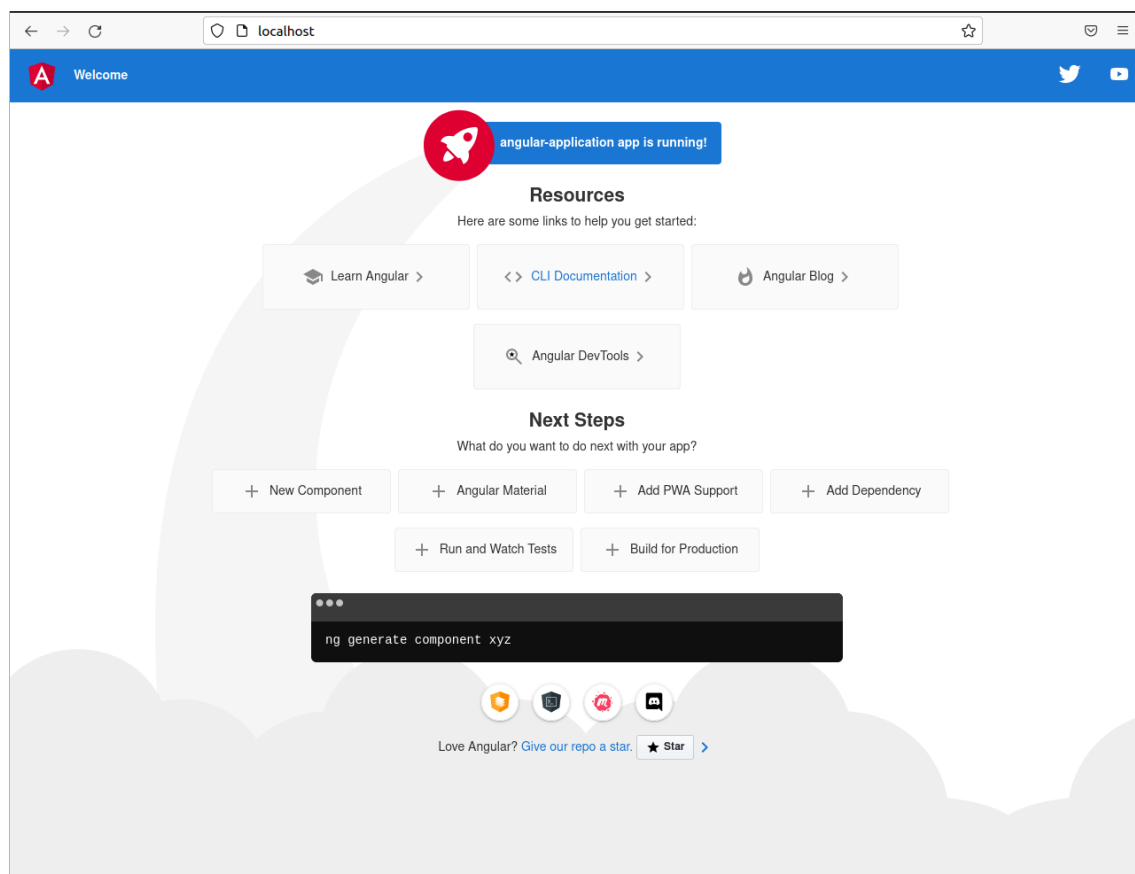 localhost
Welcome
angular-application app is running!
Resources
Here are some links to help you get started:
Learn Angular
CLI Documentation
Angular Blog
Angular DevTools
Next Steps
What do you want to do next with your app?
New Component
Angular Material
Add PWA Support
Add Dependency
Run and Watch Tests
Build for Production
ng generate component xyz
Love Angular? Give our repo a star. Star